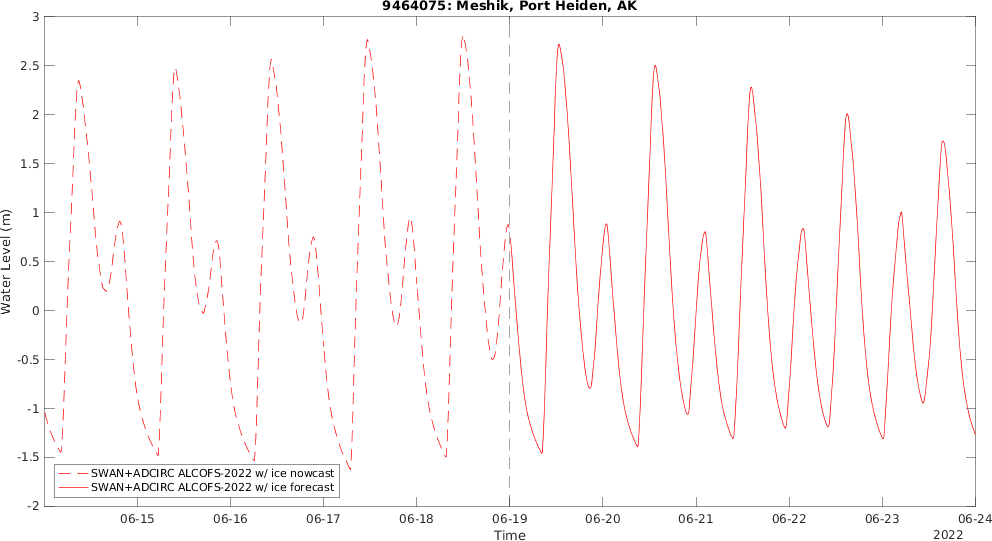 9464075: Meshik, Port Heiden, AK
Water Level (m)
3
2.5
2
1.5
1
0.5
0
-0.5
-1
-1.5
-2
SWAN+ADCIRC ALCOFS-2022 w/ ice nowcast
SWAN+ADCIRC ALCOFS-2022 w/ ice forecast
06-15 06-16 06-17 06-18 06-19 06-20 06-21 06-22 06-23 06-24
Time
2022